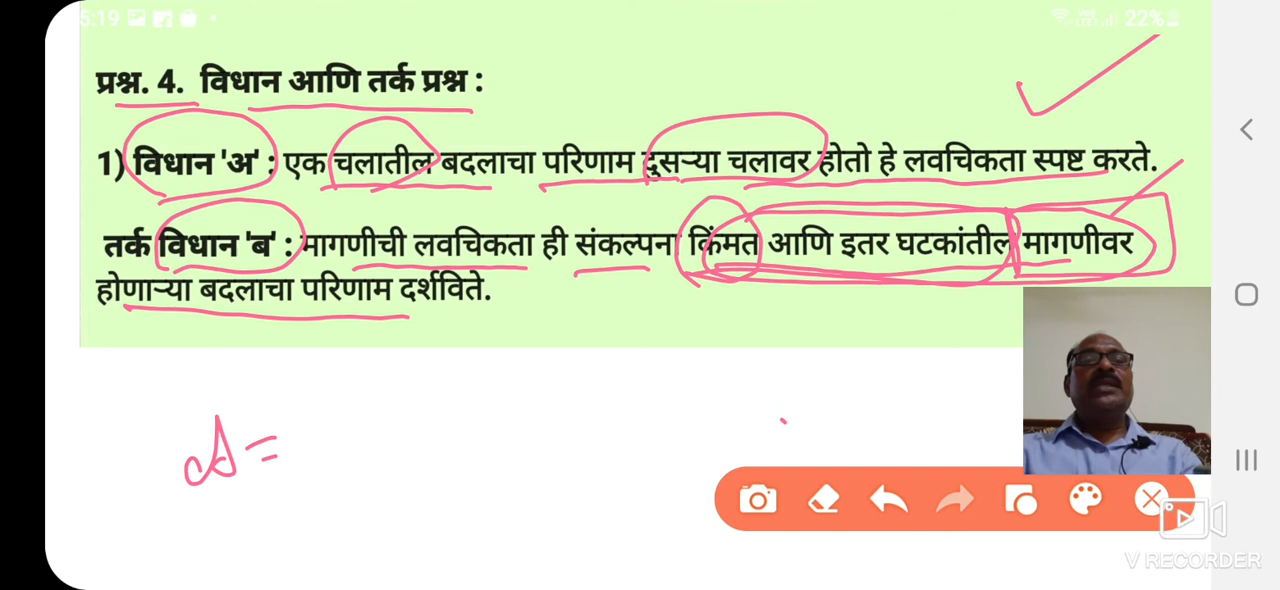 5:19 22%
प्रश्न. 4. विधान आणि तर्क प्रश्न :
1) विधान 'अ' : एक चलातील बदलाचा परिणाम दुसऱ्या चलावर होतो हे लवचिकता स्पष्ट करते.
तर्क विधान 'ब' : मागणीची लवचिकता ही संकल्पना किंमत आणि इतर घटकांतील मागणीवर
होणाऱ्या बदलाचा परिणाम दर्शविते.
V RECORDER